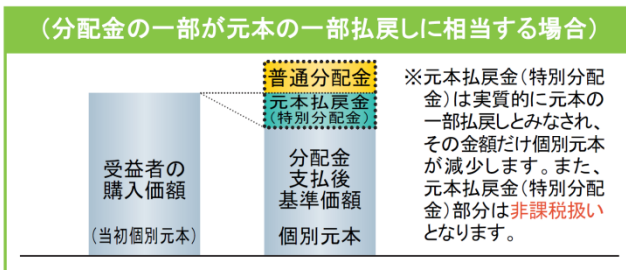 (分配金の一部が元本の一部払戻しに相当する場合)
普通分配金
元本払戻金
(特別分配金)
受益者の
購入価額
(当初個別元本)
分配金
支払後
基準価額
個別元本
※元本払戻金(特別分配
金)は実質的に元本の
一部払戻しとみなされ、
その金額だけ個別元本
が減少します。また、
元本払戻金(特別分配
金)部分は非課税扱い
となります。